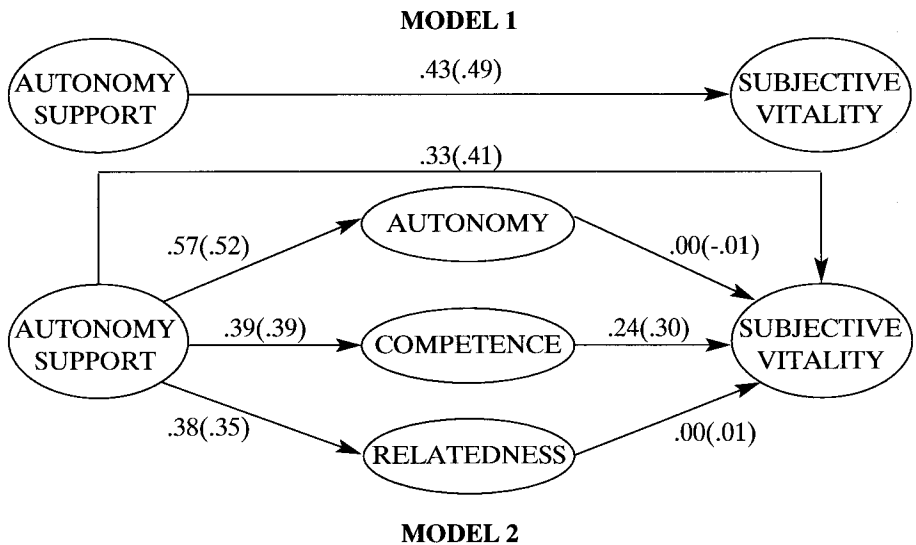 MODEL 1
AUTONOMY
SUPPORT
.43(.49)
SUBJECTIVE
VITALITY
.33(.41)
AUTONOMY
.57(.52)
.00(-.01)
AUTONOMY
SUPPORT
.39(.39)
COMPETENCE
.24(.30)
SUBJECTIVE
VITALITY
.38(.35)
RELATEDNESS
.00(.01)
MODEL 2